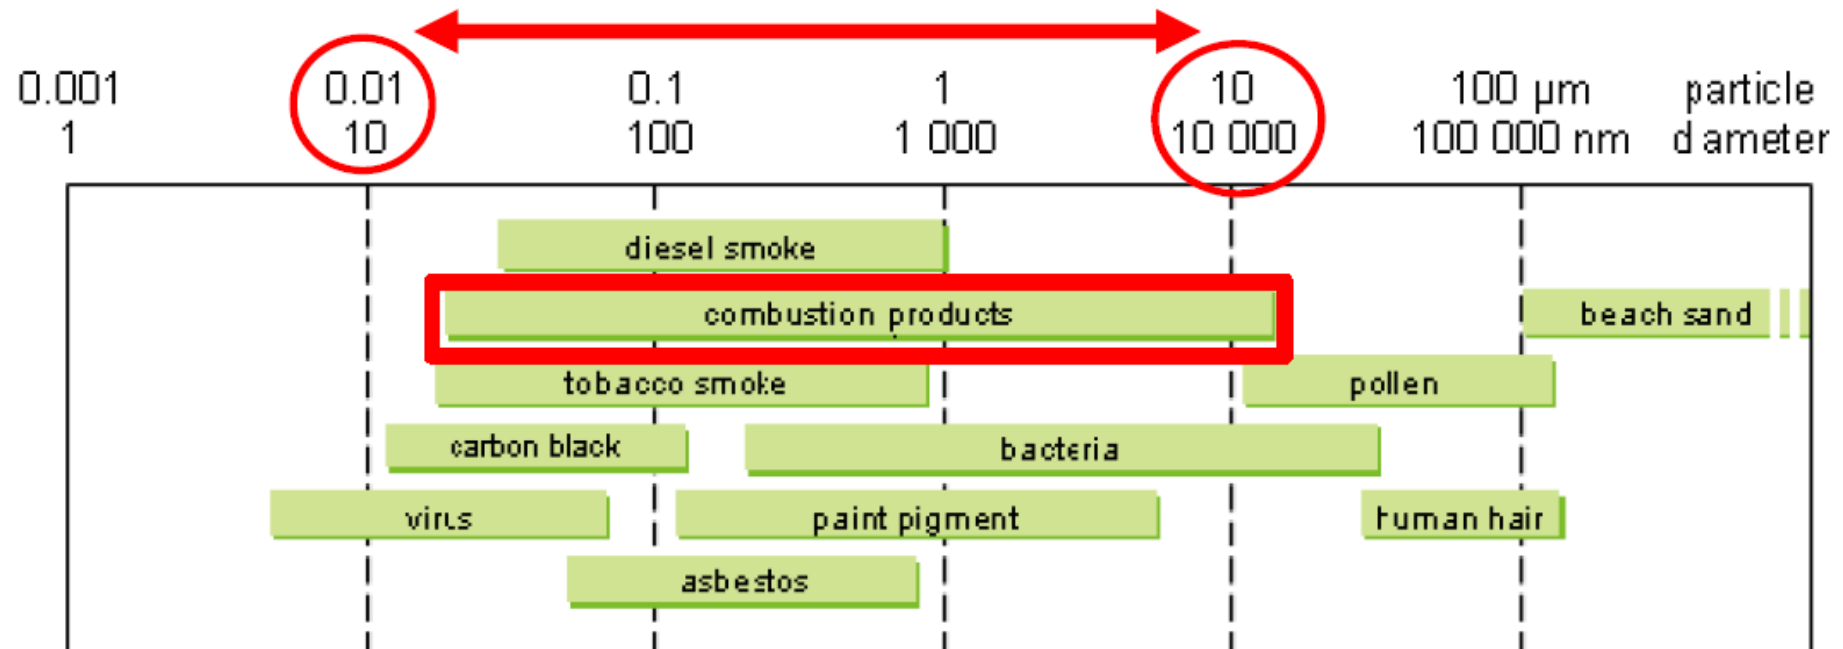 0.001 0.01 0.1 1 10 100 µm particle
1 10 100 1 000 10 000 100 000 nm diameter
diesel smoke
combustion products
beach sand
tobacco smoke
pollen
carbon black
bacteria
virus
paint pigment
human hair
asbestos